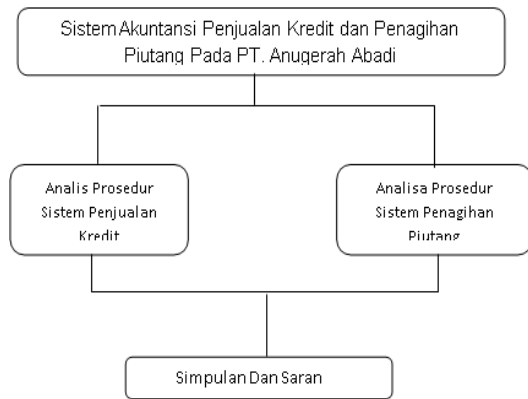 Sistem Akuntansi Penjualan Kredit dan Penagihan
Piutang Pada PT. Anugerah Abadi
Analis Prosedur
Sistem Penjualan
Kredit
Analisa Prosedur
Sistem Penagihan
Piutang
Simpulan Dan Saran